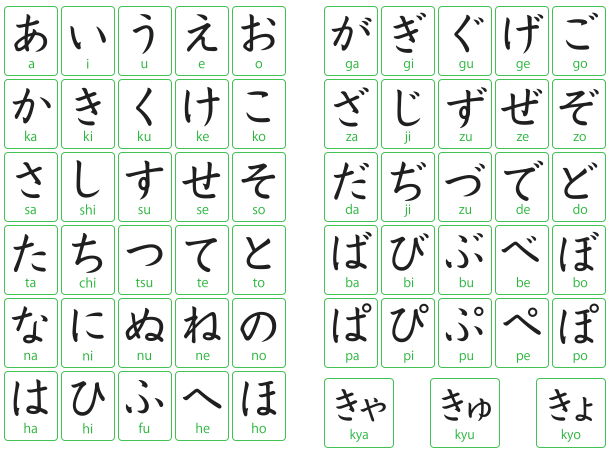 あ い う え お
a i u e o
か き く け こ
ka ki ku ke ko
さ し す せ そ
sa shi su se so
た ち つ て と
ta chi tsu te to
な に ぬ ね の
na ni nu ne no
は ひ ふ へ ほ
ha hi fu he ho
が ぎ ぐ げ ご
ga gi gu ge go
ざ じ ず ぜ ぞ
za ji zu ze zo
だ ぢ づ で ど
da ji zu de do
ば び ぶ べ ぼ
ba bi bu be bo
ぱ ぴ ぷ ぺ ぽ
pa pi pu pe po
きゃ きゅ きょ
kya kyu kyo